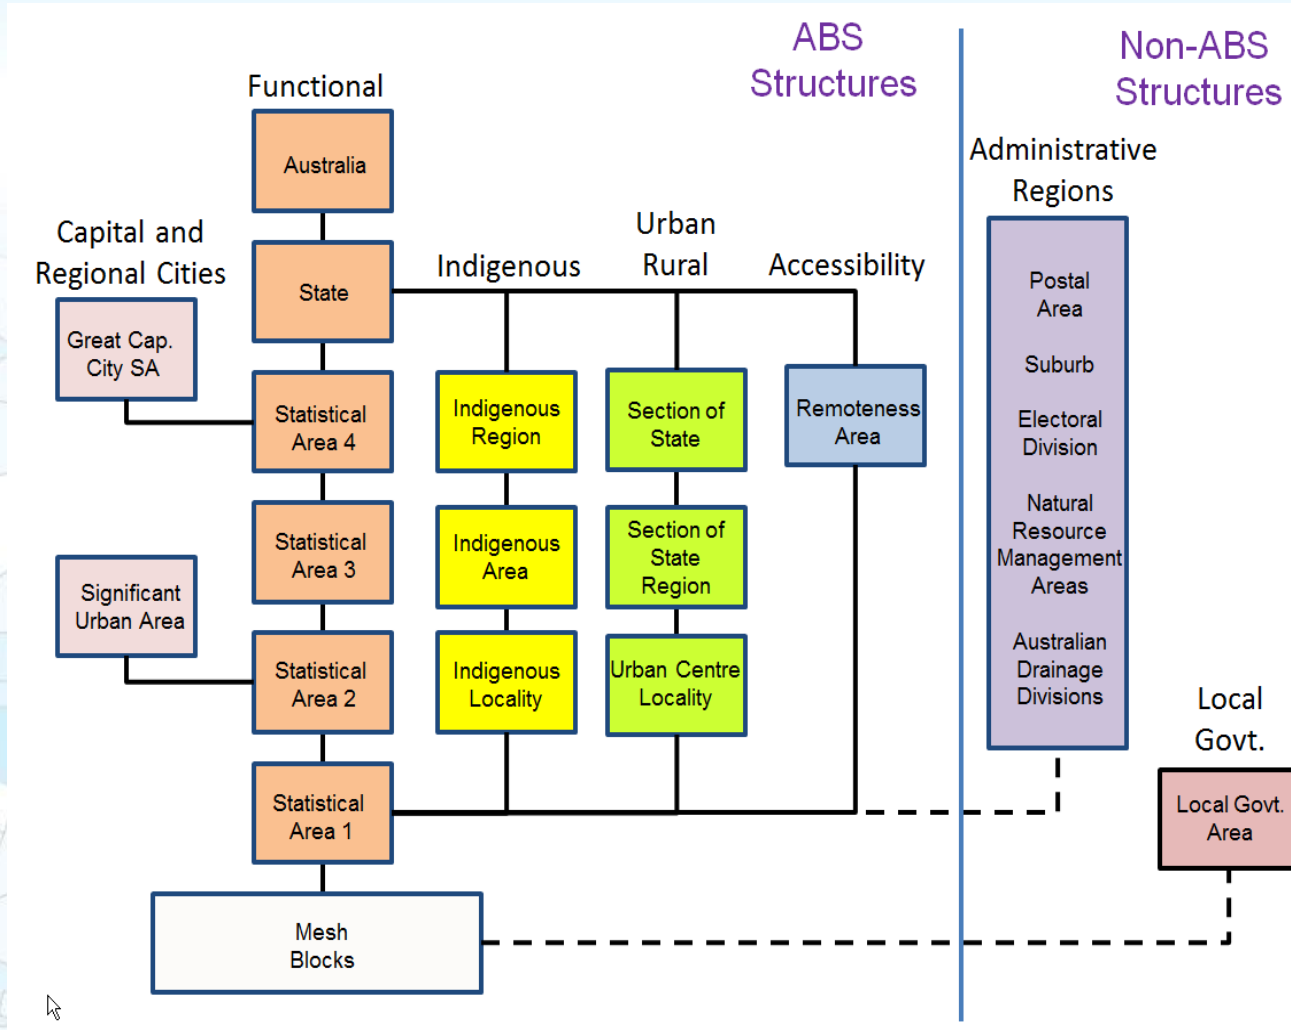 ABS
Structures
Non-ABS
Structures
Functional
Australia
State
Statistical
Area 4
Statistical
Area 3
Statistical
Area 2
Statistical
Area 1
Mesh
Blocks
Capital and
Regional Cities
Great Cap.
City SA
Significant
Urban Area
Indigenous
Indigenous
Region
Indigenous
Area
Indigenous
Locality
Urban
Rural
Section of
State
Section of
State
Region
Urban Centre
Locality
Accessibility
Remoteness
Area
Administrative
Regions
Postal
Area
Suburb
Electoral
Division
Natural
Resource
Management
Areas
Australian
Drainage
Divisions
Local
Govt.
Local Govt.
Area